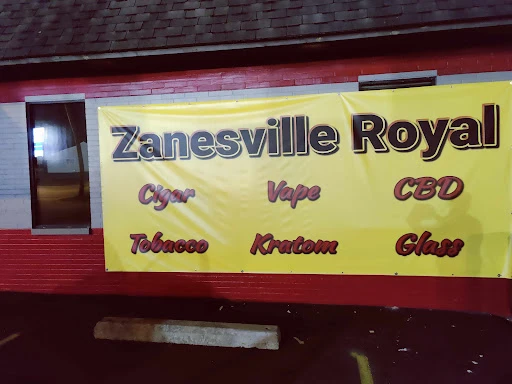 Zanesville Royal
Cigar Vape CBD
Tobacco Kratom Glass